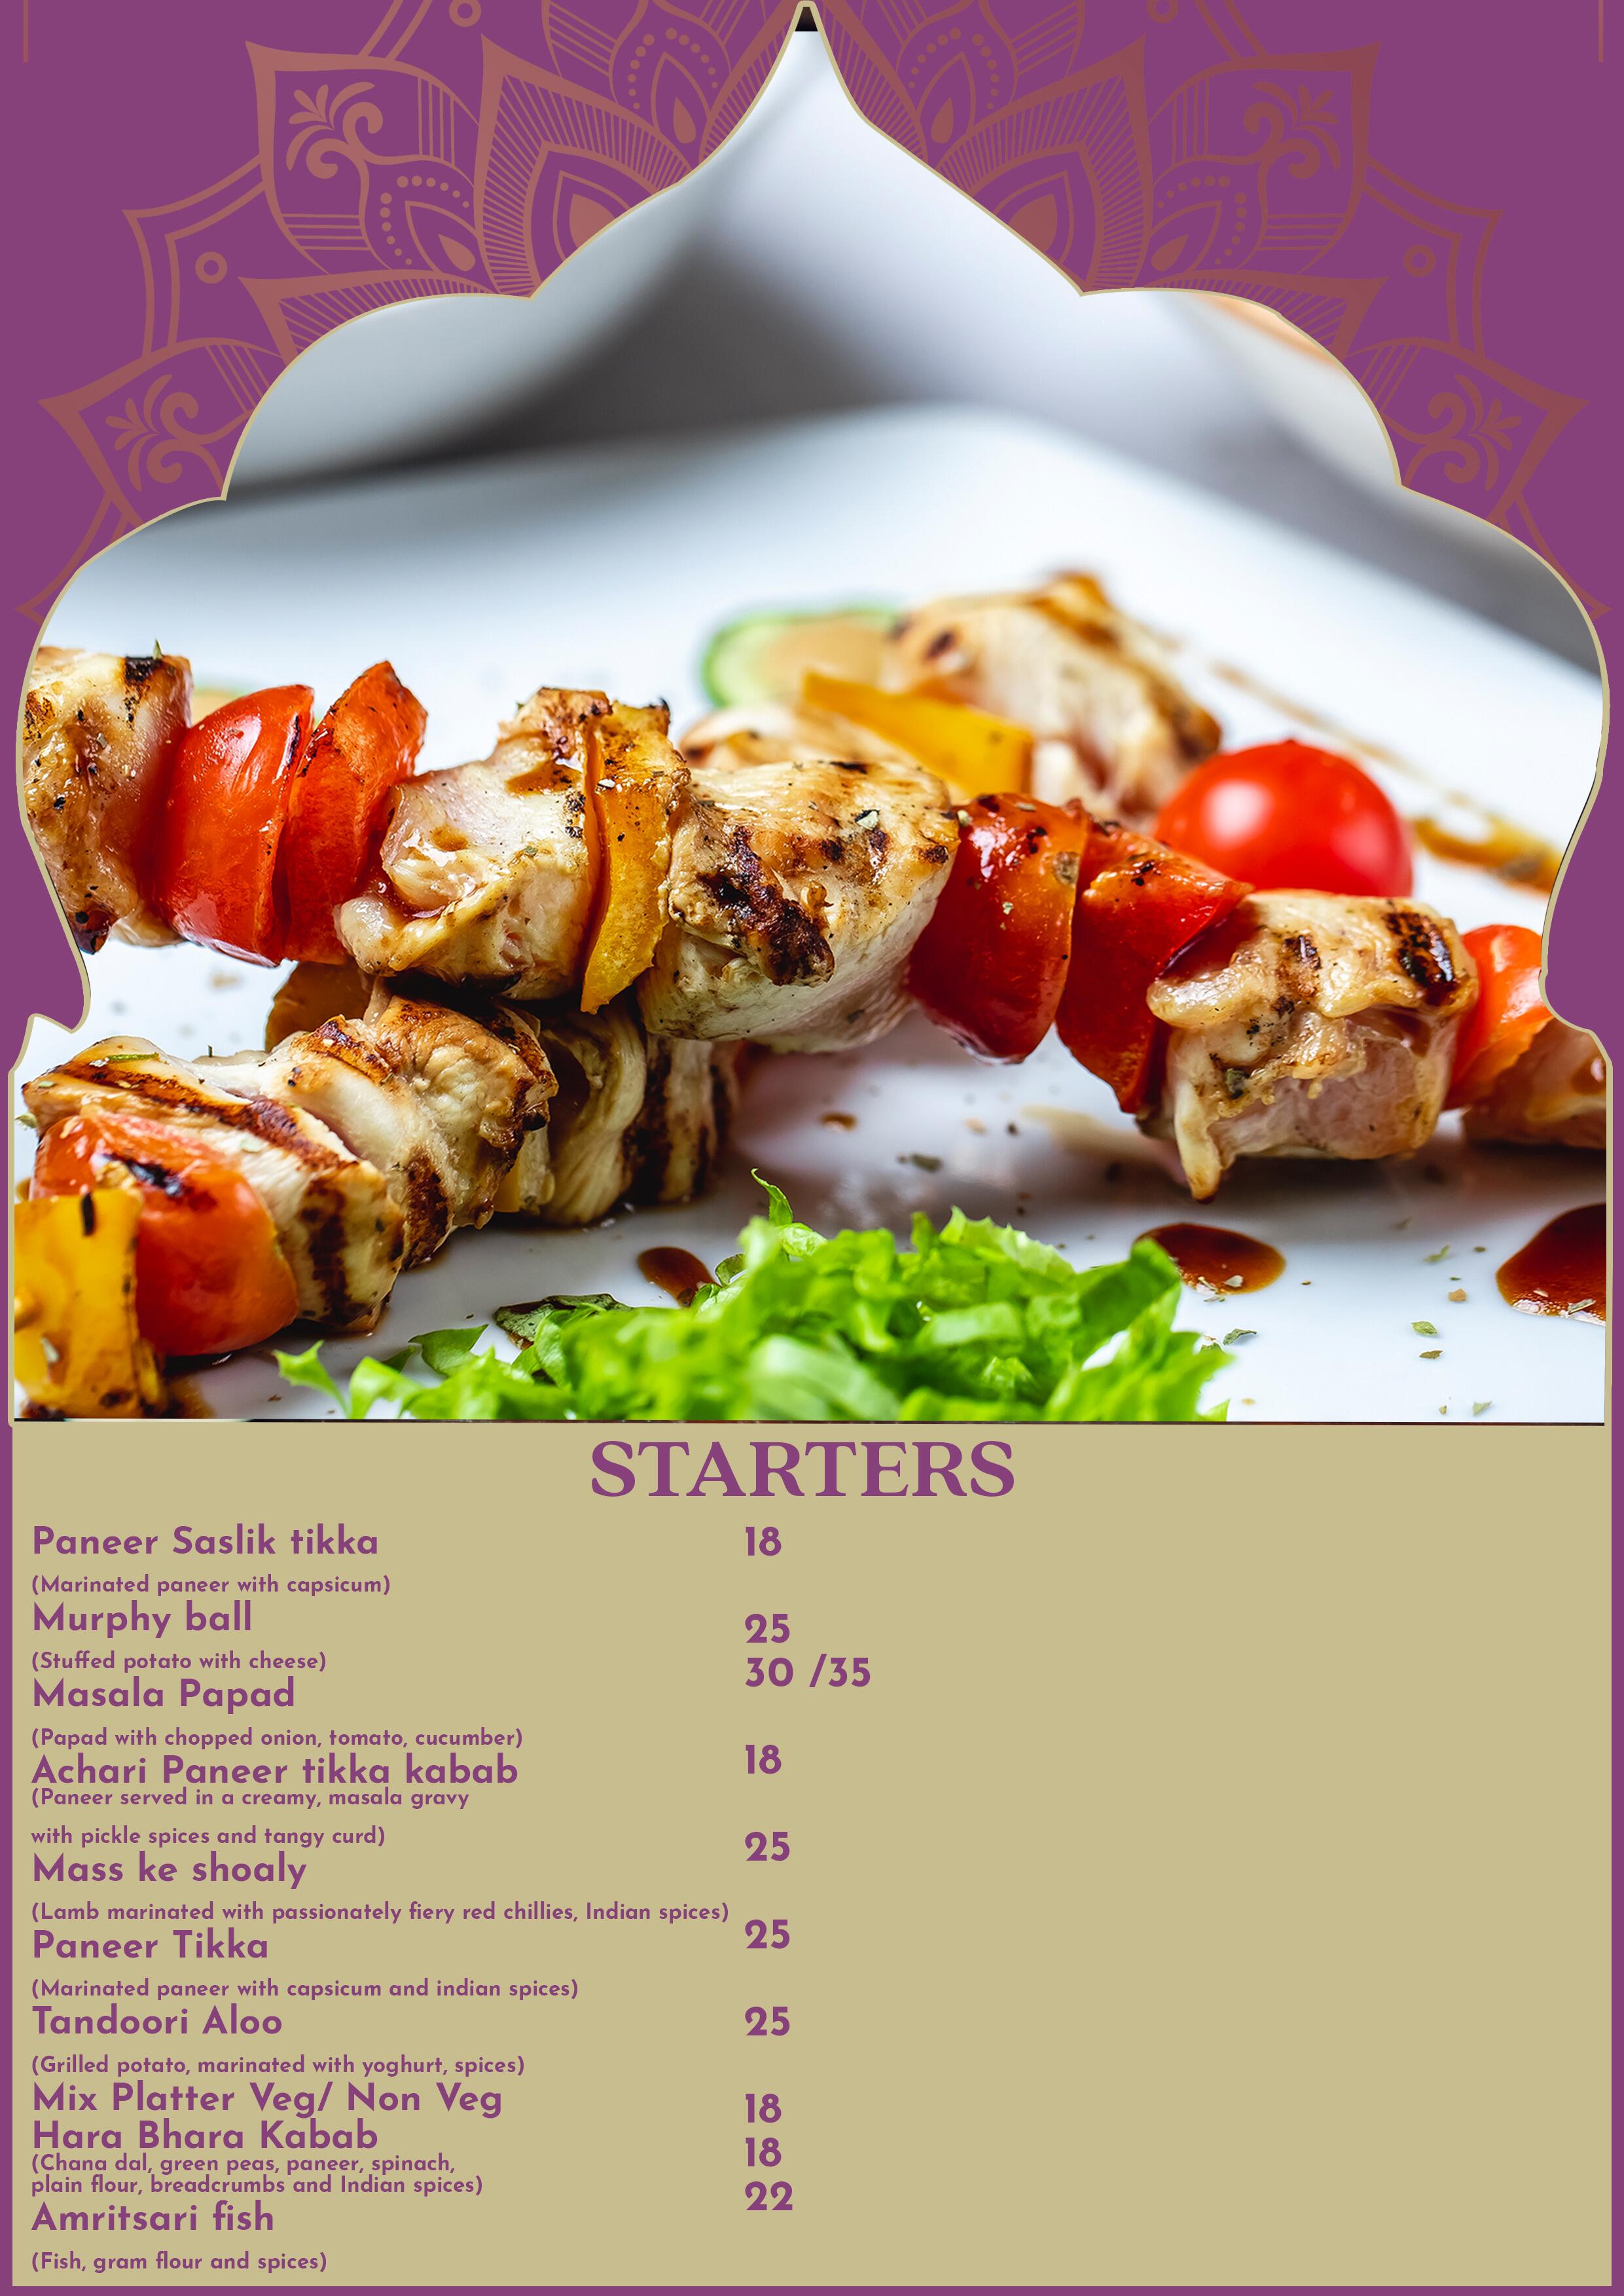 STARTERS
Paneer Saslik tikka
18
(Marinated paneer with capsicum)
Murphy ball
25
(Stuffed potato with cheese)
30 /35
Masala Papad
(Papad with chopped onion, tomato, cucumber)
18
Achari Paneer tikka kabab
(Paneer served in a creamy, masala gravy
with pickle spices and tangy curd)
25
Mass ke shoaly
(Lamb marinated with passionately fiery red chillies, Indian spices)
25
Paneer Tikka
(Marinated paneer with capsicum and indian spices)
Tandoori Aloo
25
(Grilled potato, marinated with yoghurt, spices)
Mix Platter Veg/ Non Veg
18
Hara Bhara Kabab
18
(Chana dal, green peas, paneer, spinach,
plain flour, breadcrumbs and Indian spices)
22
Amritsari fish
(Fish, gram flour and spices)